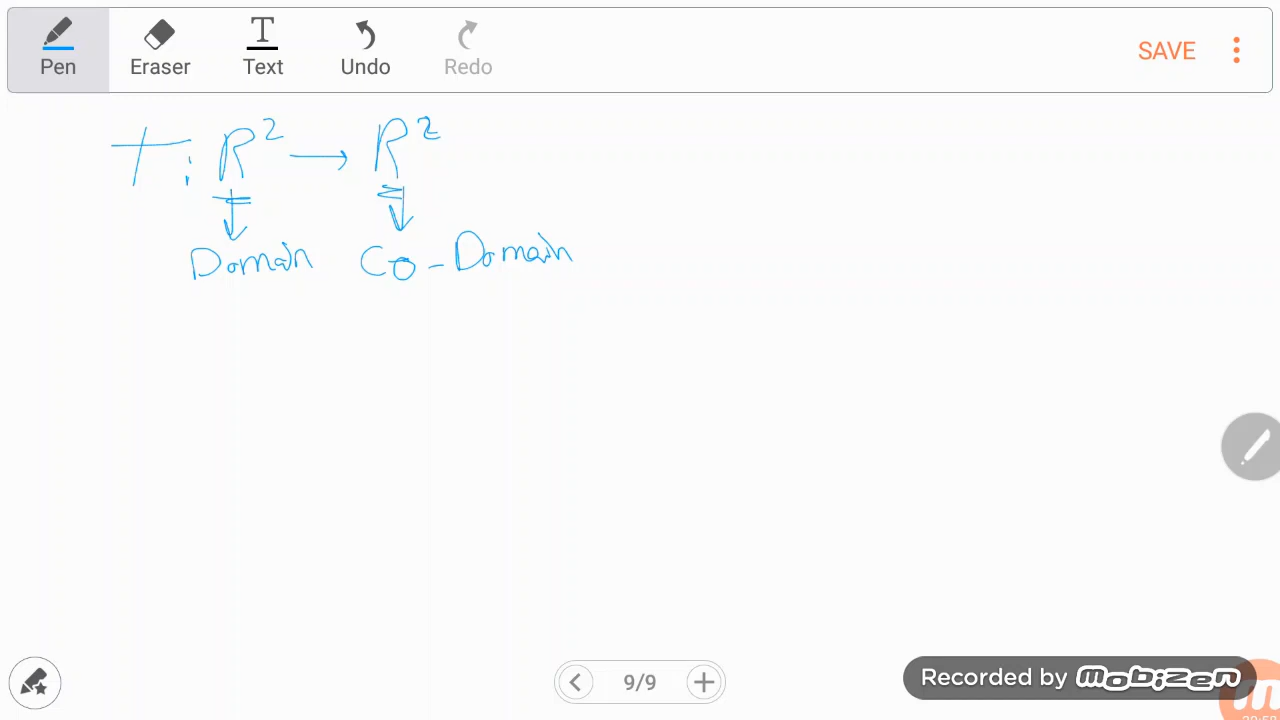 Pen Eraser Text Undo Redo SAVE
T: R² → R²
Domain Co-Domain
9/9
Recorded by mobizen